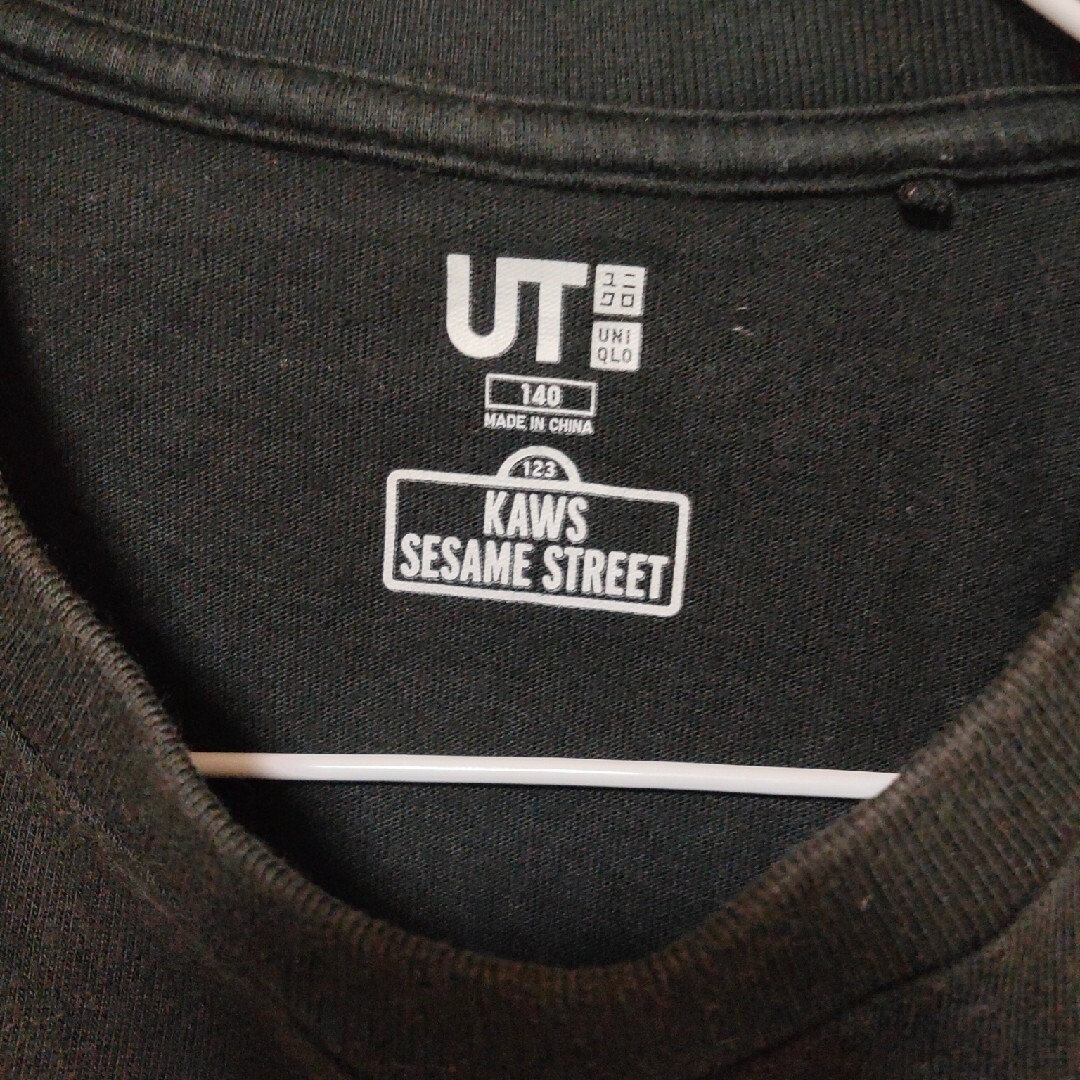 UT
ユニ
クロ
UNI
QLO
140
MADE IN CHINA
123
KAWS
SESAME STREET